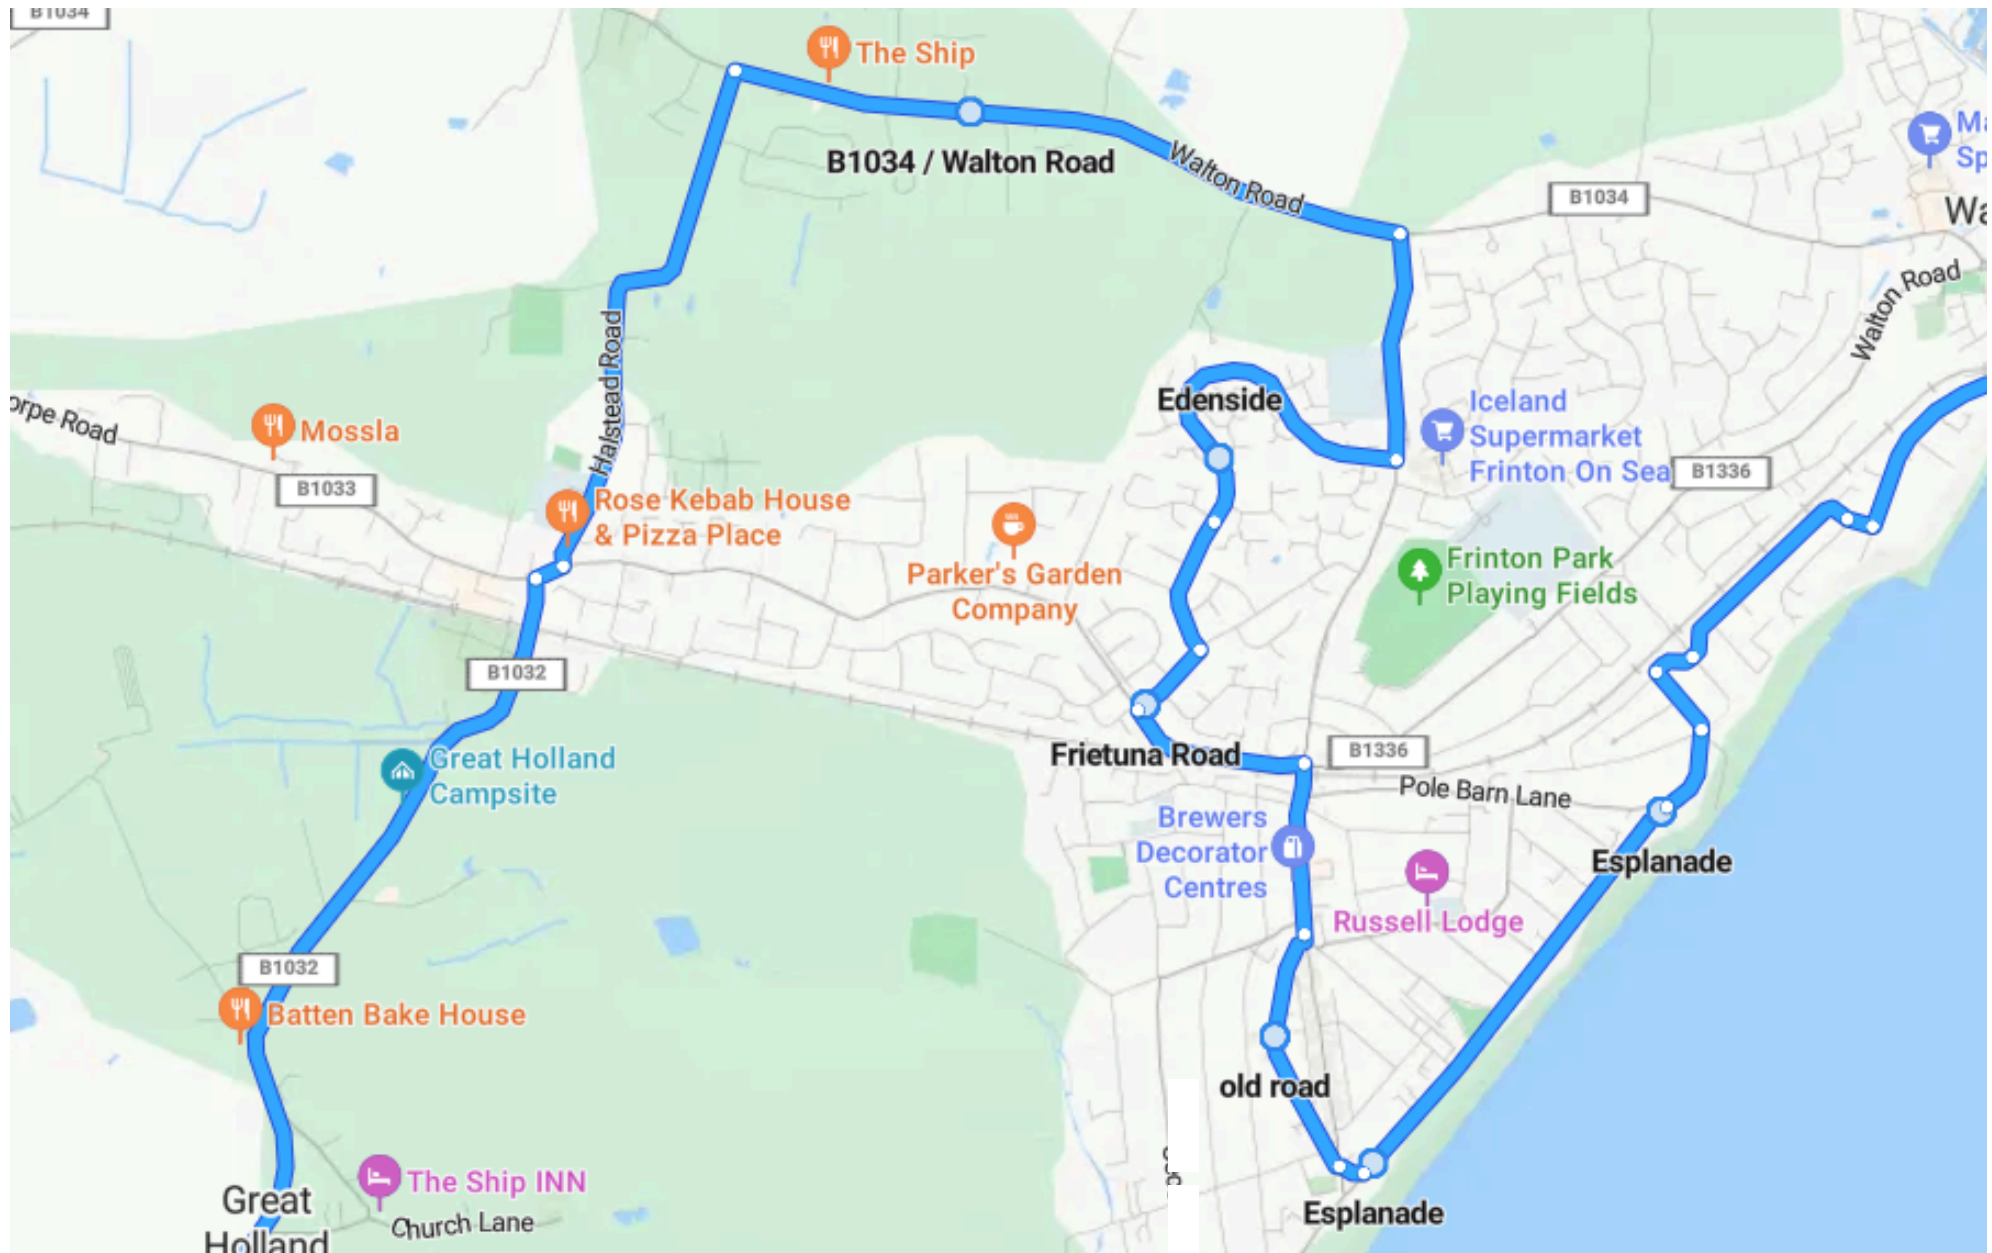 B1034
The Ship
Ma
Sp
B1034 / Walton Road
Walton Road
B1034
Wa
Walton Road
Halstead Road
Edenside
Iceland
Supermarket
Frinton On Sea
B1336
orpe Road
Mossla
B1033
Rose Kebab House
& Pizza Place
Parker's Garden
Company
Frinton Park
Playing Fields
B1032
Great Holland
Campsite
Frietuna Road
B1336
Pole Barn Lane
Brewers
Decorator
Centres
Esplanade
Russell Lodge
B1032
Batten Bake House
old road
The Ship INN
Great
Holland
Church Lane
Esplanade